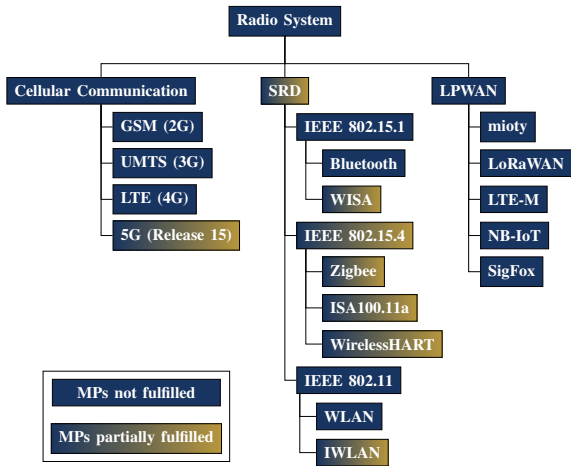 Radio System
Cellular Communication
GSM (2G)
UMTS (3G)
LTE (4G)
5G (Release 15)
SRD
IEEE 802.15.1
Bluetooth
WISA
IEEE 802.15.4
Zigbee
ISA100.11a
WirelessHART
IEEE 802.11
WLAN
IWLAN
LPWAN
mioty
LoRaWAN
LTE-M
NB-IoT
SigFox
MPs not fulfilled
MPs partially fulfilled